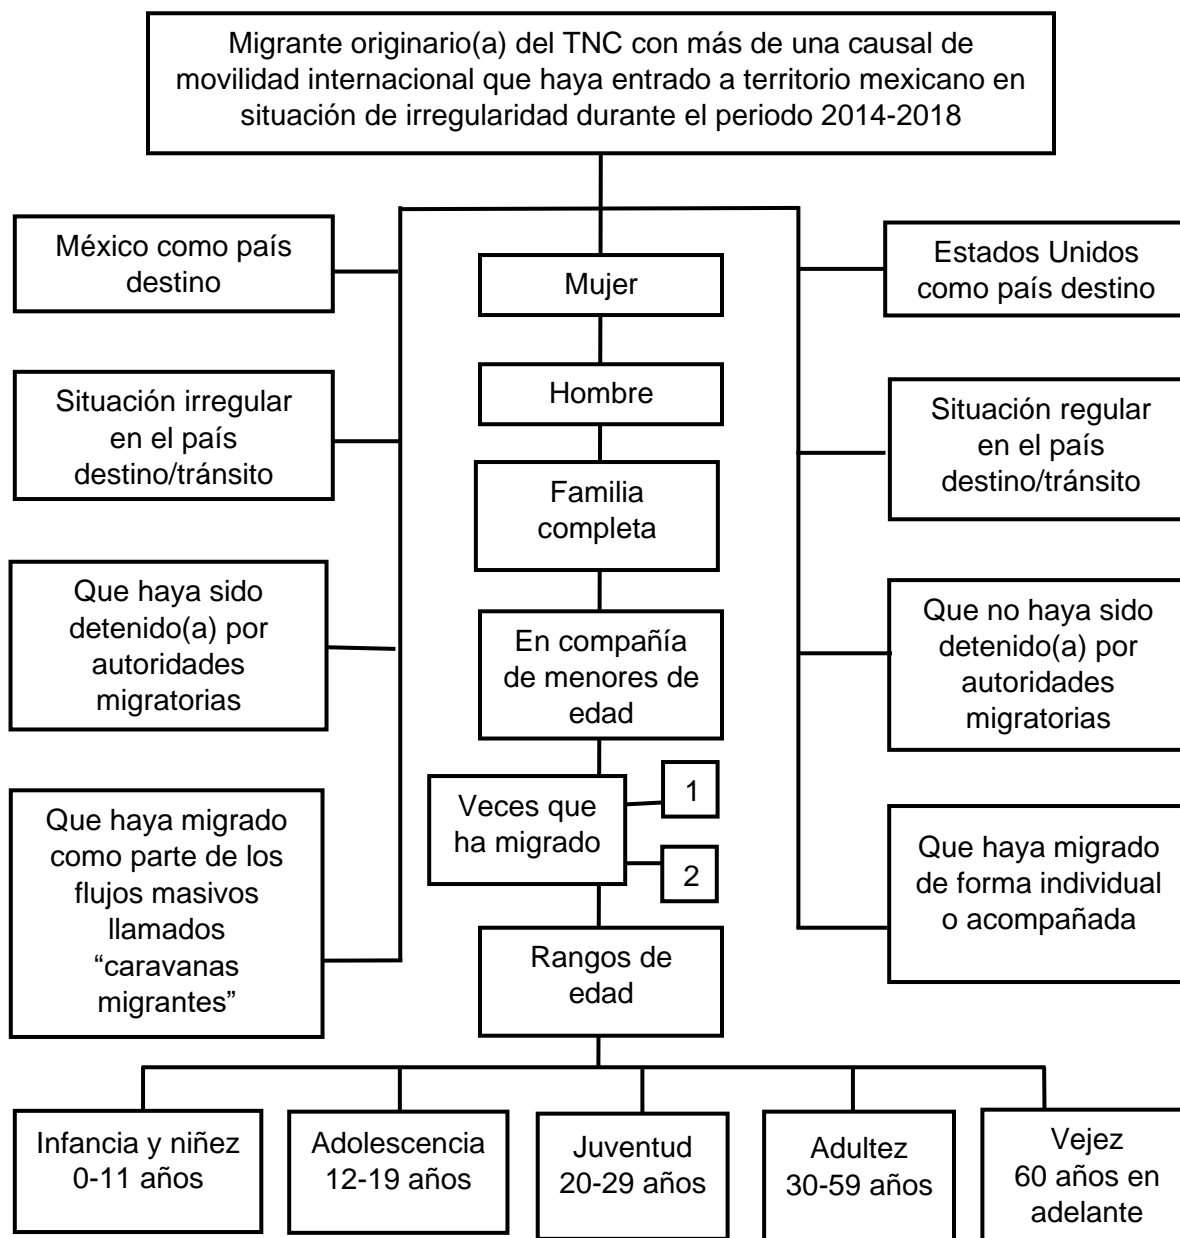 Migrante originario(a) del TNC con más de una causal de
movilidad internacional que haya entrado a territorio mexicano en
situación de irregularidad durante el periodo 2014-2018
México como país
destino
Mujer
Estados Unidos
como país destino
Situación irregular
en el país
destino/tránsito
Hombre
Situación regular
en el país
destino/tránsito
Familia
completa
Que haya sido
detenido(a) por
autoridades
migratorias
En compañía
de menores de
edad
Que no haya sido
detenido(a) por
autoridades
migratorias
Veces que
ha migrado
1
2
Que haya migrado
como parte de los
flujos masivos
llamados
“caravanas
migrantes”
Que haya migrado
de forma individual
o acompañada
Rangos de
edad
Infancia y niñez
0-11 años
Adolescencia
12-19 años
Juventud
20-29 años
Adultez
30-59 años
Vejez
60 años en
adelante